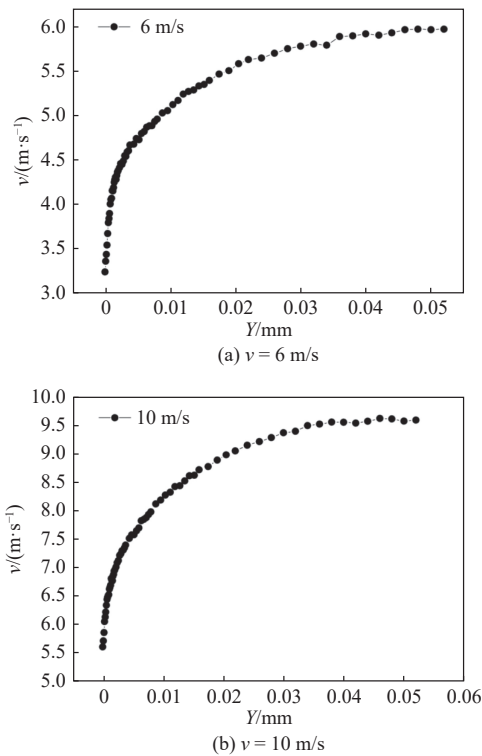 6 m/s
6.0
5.5
5.0
4.5
4.0
3.5
3.0
v/(m·s⁻¹)
0 0.01 0.02 0.03 0.04 0.05
Y/mm
(a) v = 6 m/s
10 m/s
10.0
9.5
9.0
8.5
8.0
7.5
7.0
6.5
6.0
5.5
5.0
v/(m·s⁻¹)
0 0.01 0.02 0.03 0.04 0.05 0.06
Y/mm
(b) v = 10 m/s